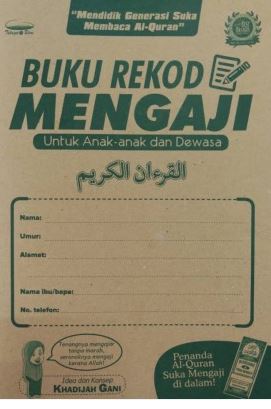 "Mendidik Generasi Suka
Membaca Al-Quran"
BUKU REKOD
MENGAJI
Untuk Anak-anak dan Dewasa
القرءان الكريم
Nama:
Umur:
Alamat:
Nama ibu/bapa:
No. telefon:
Tenangnya mengajar
tanpa marah,
seronoknya mengaji
kerana Allah!
Idea dan Konsep
KHADIJAH GANI
Penanda
Al-Quran
Suka Mengaji
di dalam!